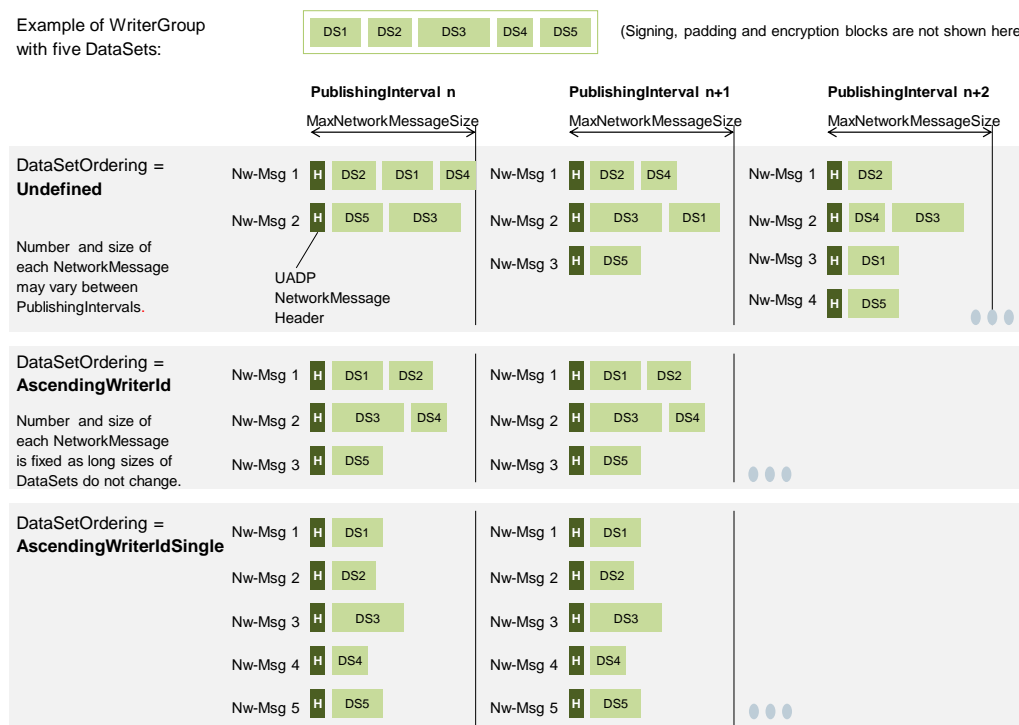 Example of WriterGroup
with five DataSets:
DS1 DS2 DS3 DS4 DS5
(Signing, padding and encryption blocks are not shown here
PublishingInterval n
PublishingInterval n+1
PublishingInterval n+2
MaxNetworkMessageSize
MaxNetworkMessageSize
MaxNetworkMessageSize
DataSetOrdering =
Undefined
Number and size of
each NetworkMessage
may vary between
PublishingIntervals.
Nw-Msg 1 H DS2 DS1 DS4
Nw-Msg 2 H DS5 DS3
UADP
NetworkMessage
Header
Nw-Msg 1 H DS2 DS4
Nw-Msg 2 H DS3 DS1
Nw-Msg 3 H DS5
Nw-Msg 1 H DS2
Nw-Msg 2 H DS4 DS3
Nw-Msg 3 H DS1
Nw-Msg 4 H DS5
DataSetOrdering =
AscendingWriterId
Number and size of
each NetworkMessage
is fixed as long sizes of
DataSets do not change.
Nw-Msg 1 H DS1 DS2
Nw-Msg 2 H DS3 DS4
Nw-Msg 3 H DS5
Nw-Msg 1 H DS1 DS2
Nw-Msg 2 H DS3 DS4
Nw-Msg 3 H DS5
DataSetOrdering =
AscendingWriterIdSingle
Nw-Msg 1 H DS1
Nw-Msg 2 H DS2
Nw-Msg 3 H DS3
Nw-Msg 4 H DS4
Nw-Msg 5 H DS5
Nw-Msg 1 H DS1
Nw-Msg 2 H DS2
Nw-Msg 3 H DS3
Nw-Msg 4 H DS4
Nw-Msg 5 H DS5